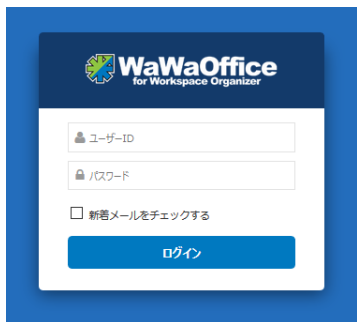 WaWaOffice
for Workspace Organizer
ユーザーID
パスワード
新着メールをチェックする
ログイン